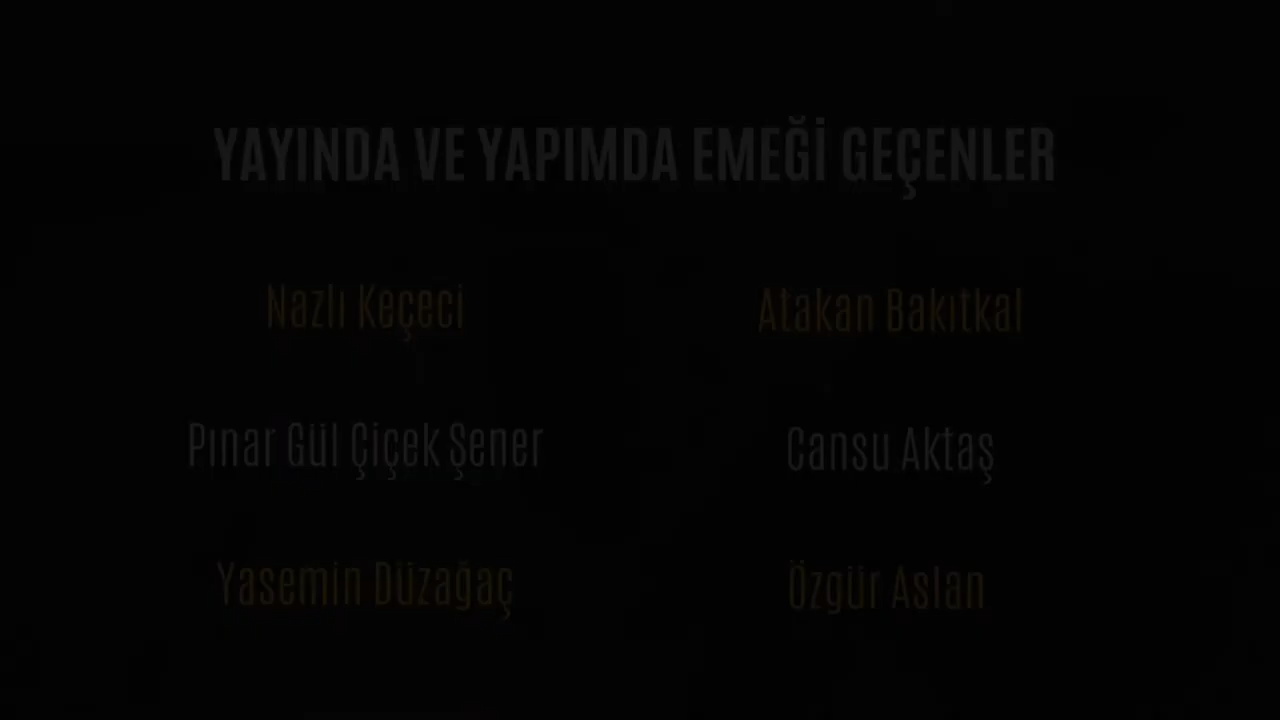 YAYINDA VE YAPIMDA EMEĞİ GEÇENLER
Nazlı Keçeci
Atakan Bakıtkal
Pınar Gül Çiçek Şener
Cansu Aktaş
Yasemin Düzağaç
Özgür Aslan